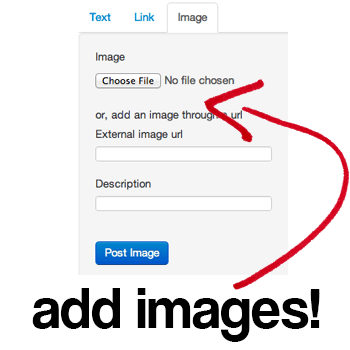 Text Link Image
Image
Choose File No file chosen
or, add an image through a url
External image url
Description
Post Image
add images!